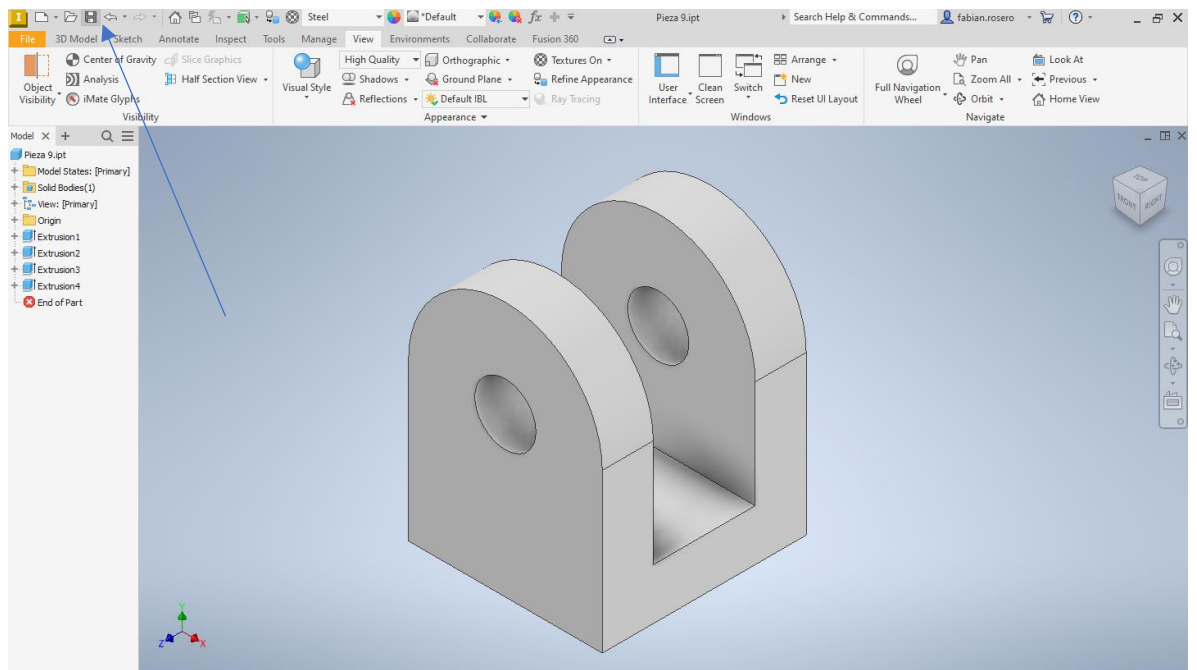 I Steel *Default fx Pieza 9.ipt Search Help & Commands... fabian.rosero
File 3D Model Sketch Annotate Inspect Tools Manage View Environments Collaborate Fusion 360
Object Visibility
Center of Gravity
Analysis
iMate Glyphs
Slice Graphics
Half Section View
Visibility
Visual Style
High Quality
Shadows
Reflections
Orthographic
Ground Plane
Default IBL
Textures On
Refine Appearance
Ray Tracing
Appearance
User Interface
Clean Screen
Switch
Arrange
New
Reset UI Layout
Windows
Full Navigation Wheel
Pan
Zoom All
Orbit
Look At
Previous
Home View
Navigate
Model
Pieza 9.ipt
Model States: [Primary]
Solid Bodies(1)
View: [Primary]
Origin
Extrusion1
Extrusion2
Extrusion3
Extrusion4
End of Part
TOP
FRONT
RIGHT
Y
Z
X